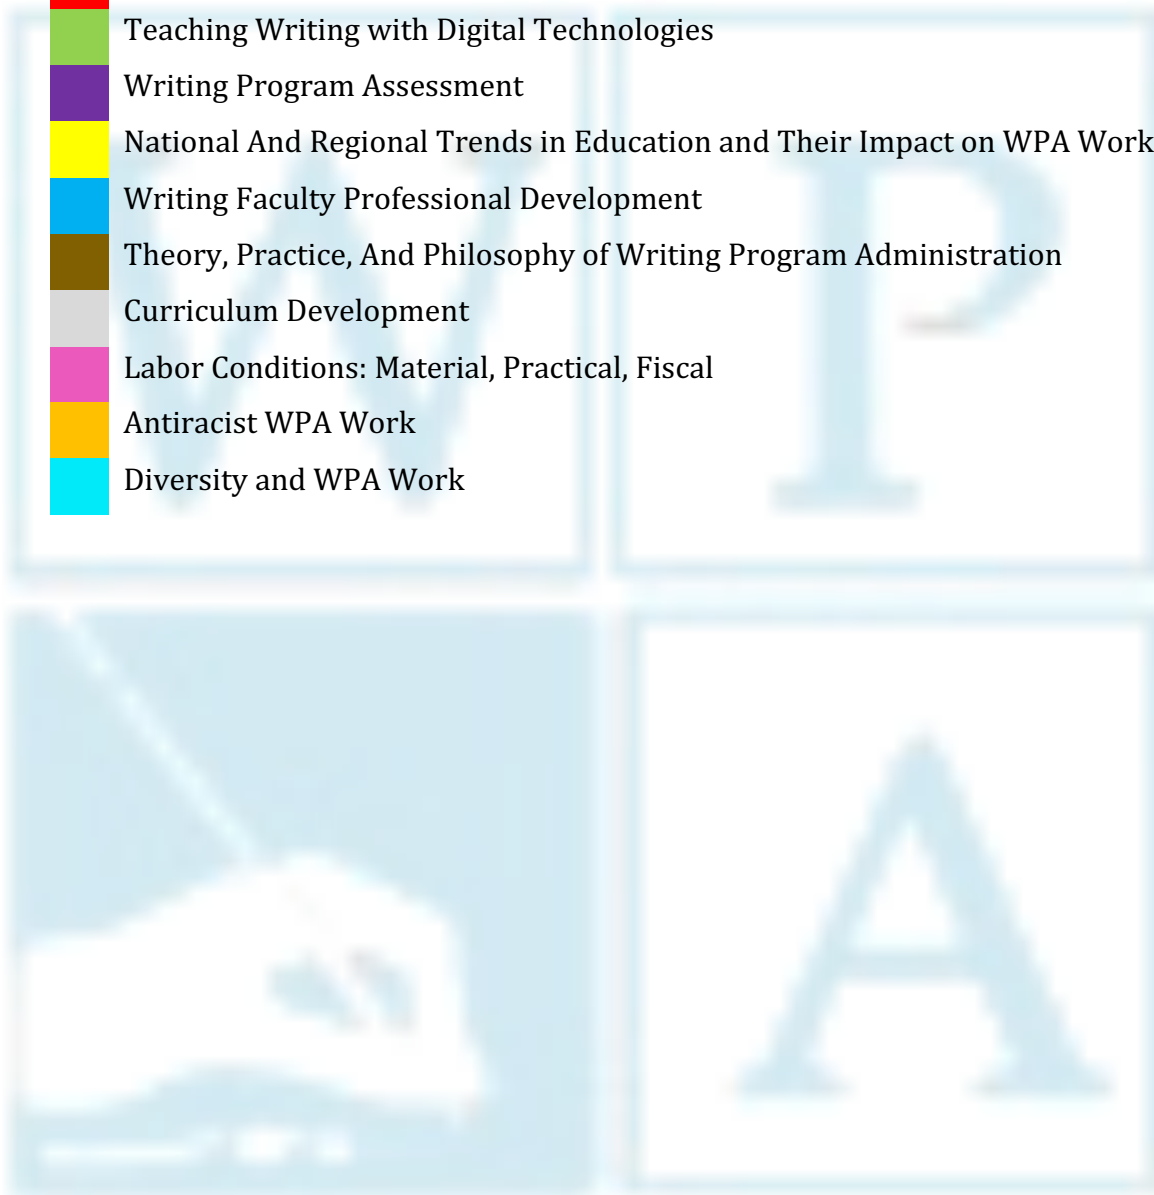 Teaching Writing with Digital Technologies
Writing Program Assessment
National And Regional Trends in Education and Their Impact on WPA Work
Writing Faculty Professional Development
Theory, Practice, And Philosophy of Writing Program Administration
Curriculum Development
Labor Conditions: Material, Practical, Fiscal
Antiracist WPA Work
Diversity and WPA Work
W P
A